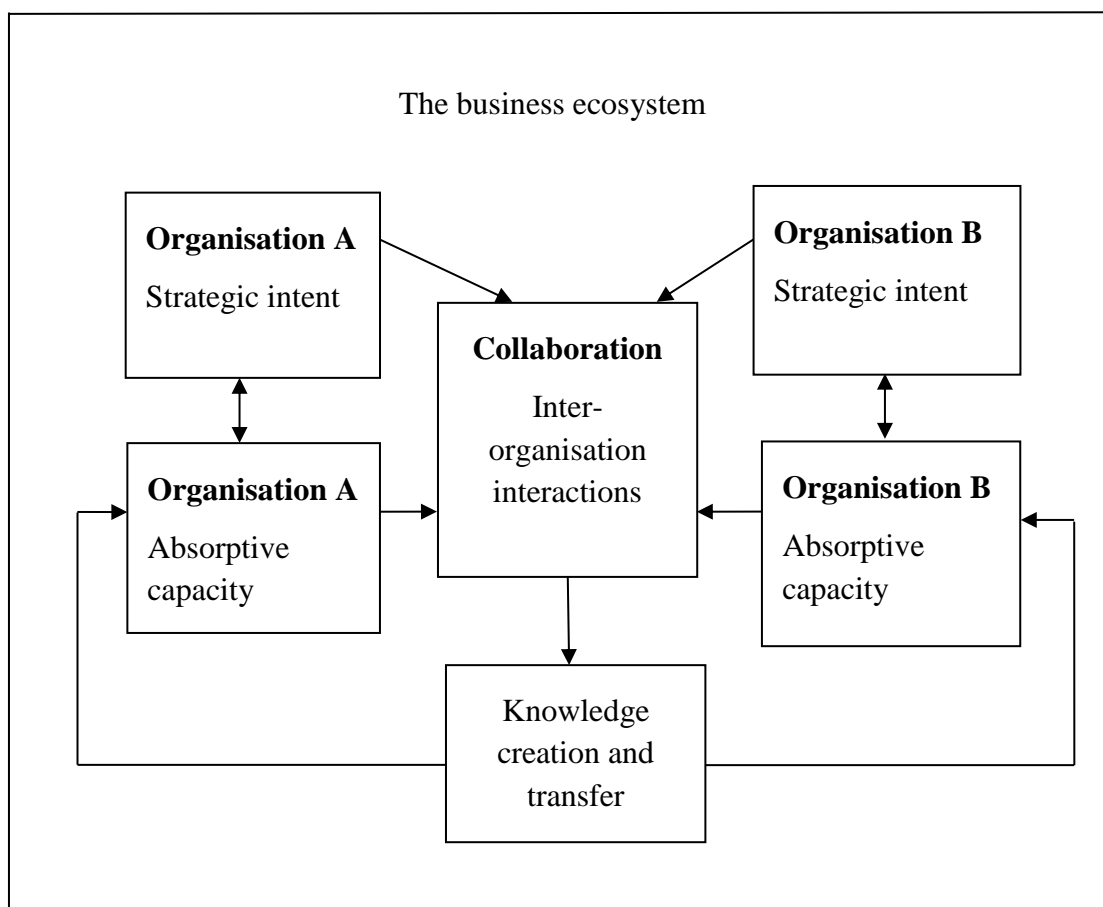 The business ecosystem
Organisation A
Strategic intent
Organisation B
Strategic intent
Collaboration
Inter-
organisation
interactions
Organisation A
Absorptive
capacity
Organisation B
Absorptive
capacity
Knowledge
creation and
transfer